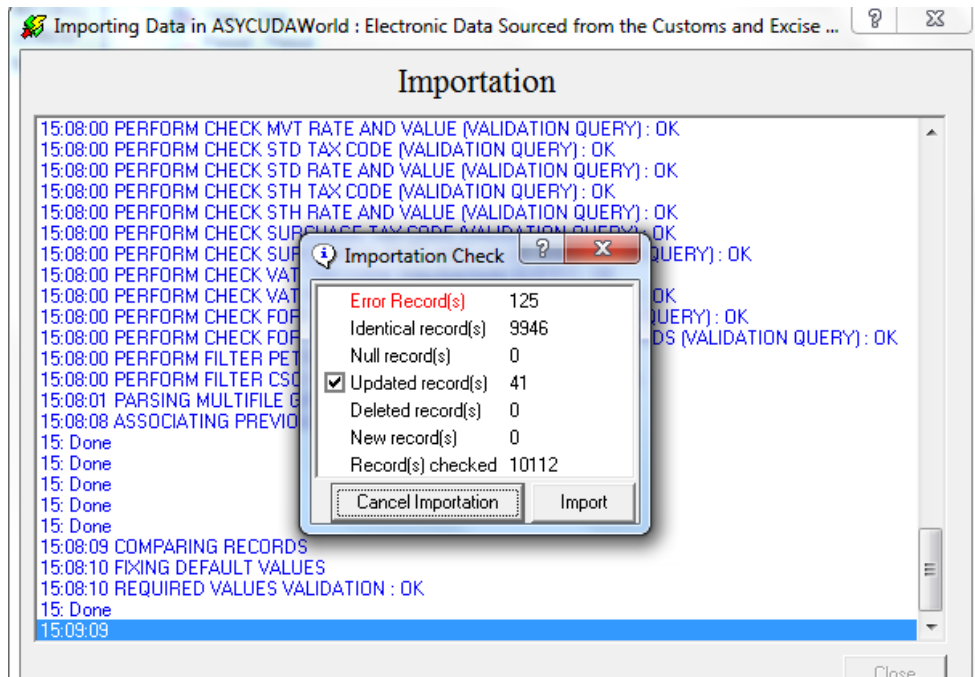 Importing Data in ASYCUDAWorld : Electronic Data Sourced from the Customs and Excise ...
Importation
15:08:00 PERFORM CHECK MVT RATE AND VALUE (VALIDATION QUERY) : OK
15:08:00 PERFORM CHECK STD TAX CODE (VALIDATION QUERY) : OK
15:08:00 PERFORM CHECK STD RATE AND VALUE (VALIDATION QUERY) : OK
15:08:00 PERFORM CHECK STH TAX CODE (VALIDATION QUERY) : OK
15:08:00 PERFORM CHECK STH RATE AND VALUE (VALIDATION QUERY) : OK
15:08:00 PERFORM CHECK SURCHAGE TAX CODE (VALIDATION QUERY) : OK
15:08:00 PERFORM CHECK SUR QUERY) : OK
15:08:00 PERFORM CHECK VAT
15:08:00 PERFORM CHECK VAT OK
15:08:00 PERFORM CHECK FOR QUERY) : OK
15:08:00 PERFORM CHECK FOR DS (VALIDATION QUERY) : OK
15:08:00 PERFORM FILTER PET
15:08:00 PERFORM FILTER CSC
15:08:01 PARSING MULTIFILE G
15:08:08 ASSOCIATING PREVIO
15: Done
15: Done
15: Done
15: Done
15: Done
15:08:09 COMPARING RECORDS
15:08:10 FIXING DEFAULT VALUES
15:08:10 REQUIRED VALUES VALIDATION : OK
15: Done
15:09:09
Importation Check
Error Record(s) 125
Identical record(s) 9946
Null record(s) 0
Updated record(s) 41
Deleted record(s) 0
New record(s) 0
Record(s) checked 10112
Cancel Importation Import
Close